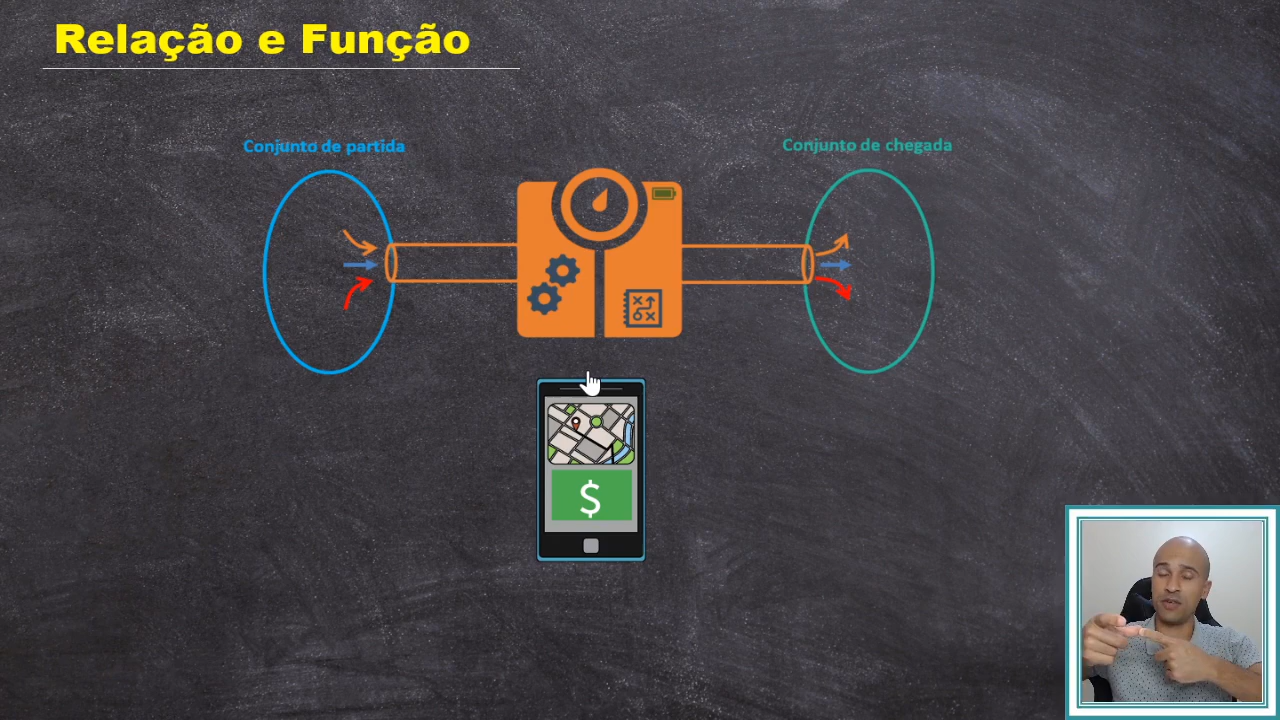 Relação e Função
Conjunto de partida
Conjunto de chegada
$